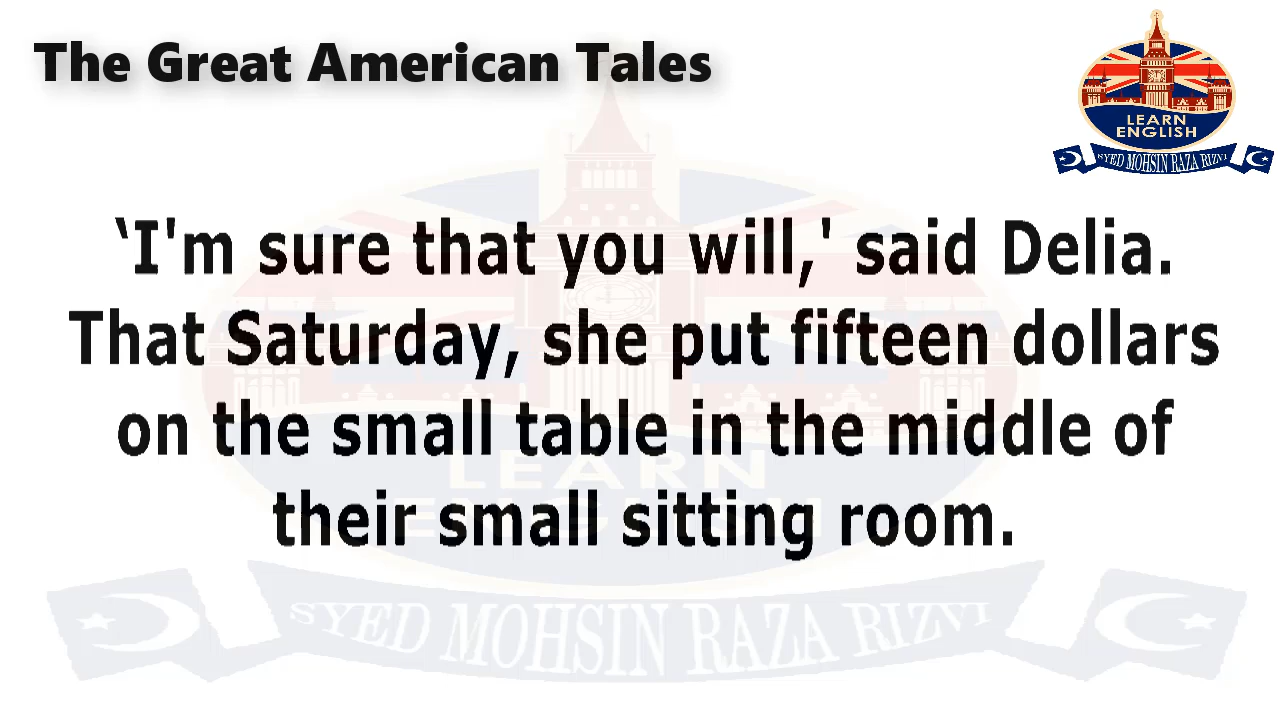 The Great American Tales
LEARN
ENGLISH
SYED MOHSIN RAZA RIZVI
‘I'm sure that you will,' said Delia.
That Saturday, she put fifteen dollars
on the small table in the middle of
their small sitting room.
LEARN
ENGLISH
SYED MOHSIN RAZA RIZVI